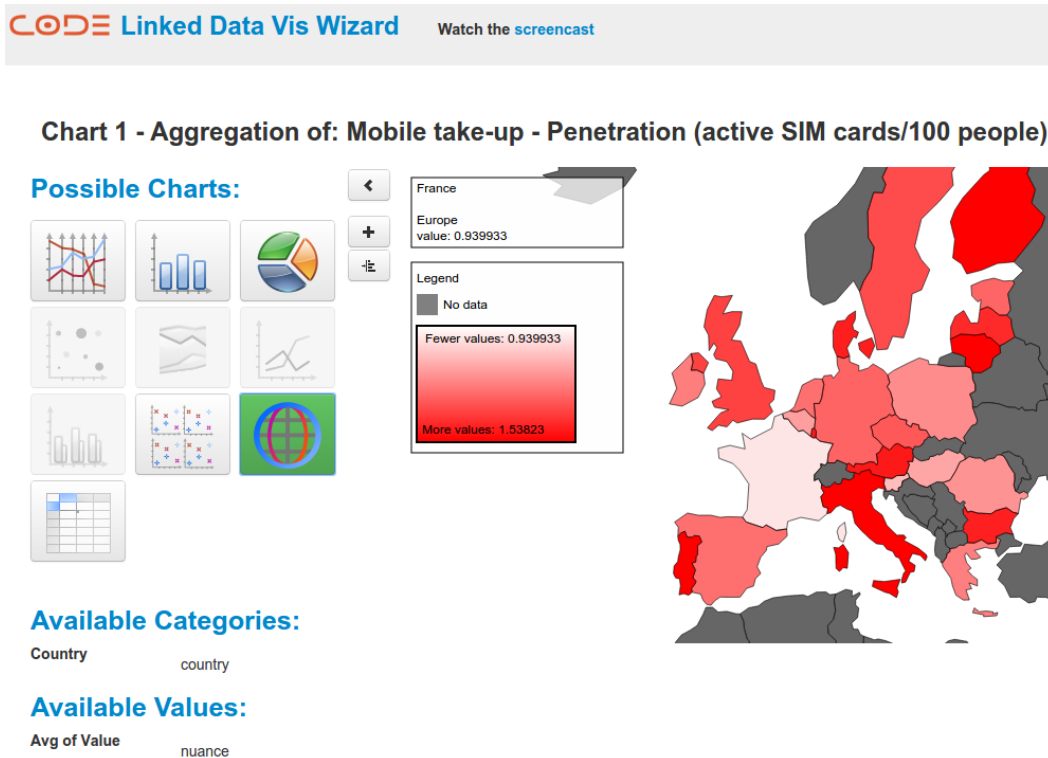 CODE Linked Data Vis Wizard Watch the screencast
Chart 1 - Aggregation of: Mobile take-up - Penetration (active SIM cards/100 people)
Possible Charts:
France
Europe
value: 0.939933
Legend
No data
Fewer values: 0.939933
More values: 1.53823
Available Categories:
Country country
Available Values:
Avg of Value nuance